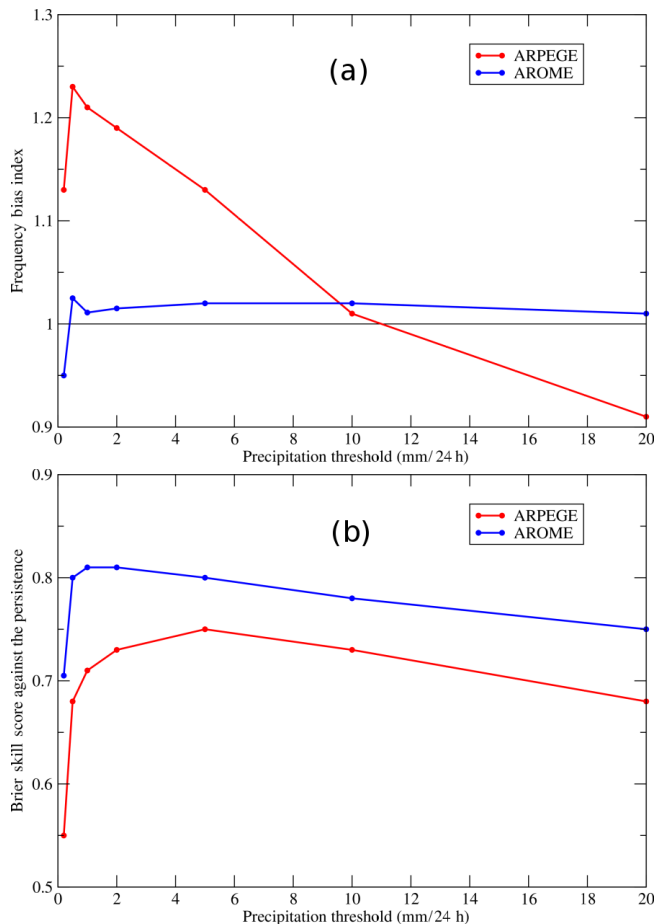 1.3
(a)
ARPEGE
AROME
1.2
Frequency bias index
1.1
1
0.9
0 2 4 6 8 10 12 14 16 18 20
Precipitation threshold (mm/24 h)
0.9
(b)
ARPEGE
AROME
0.8
Brier skill score against the persistence
0.7
0.6
0.5
0 2 4 6 8 10 12 14 16 18 20
Precipitation threshold (mm/24 h)